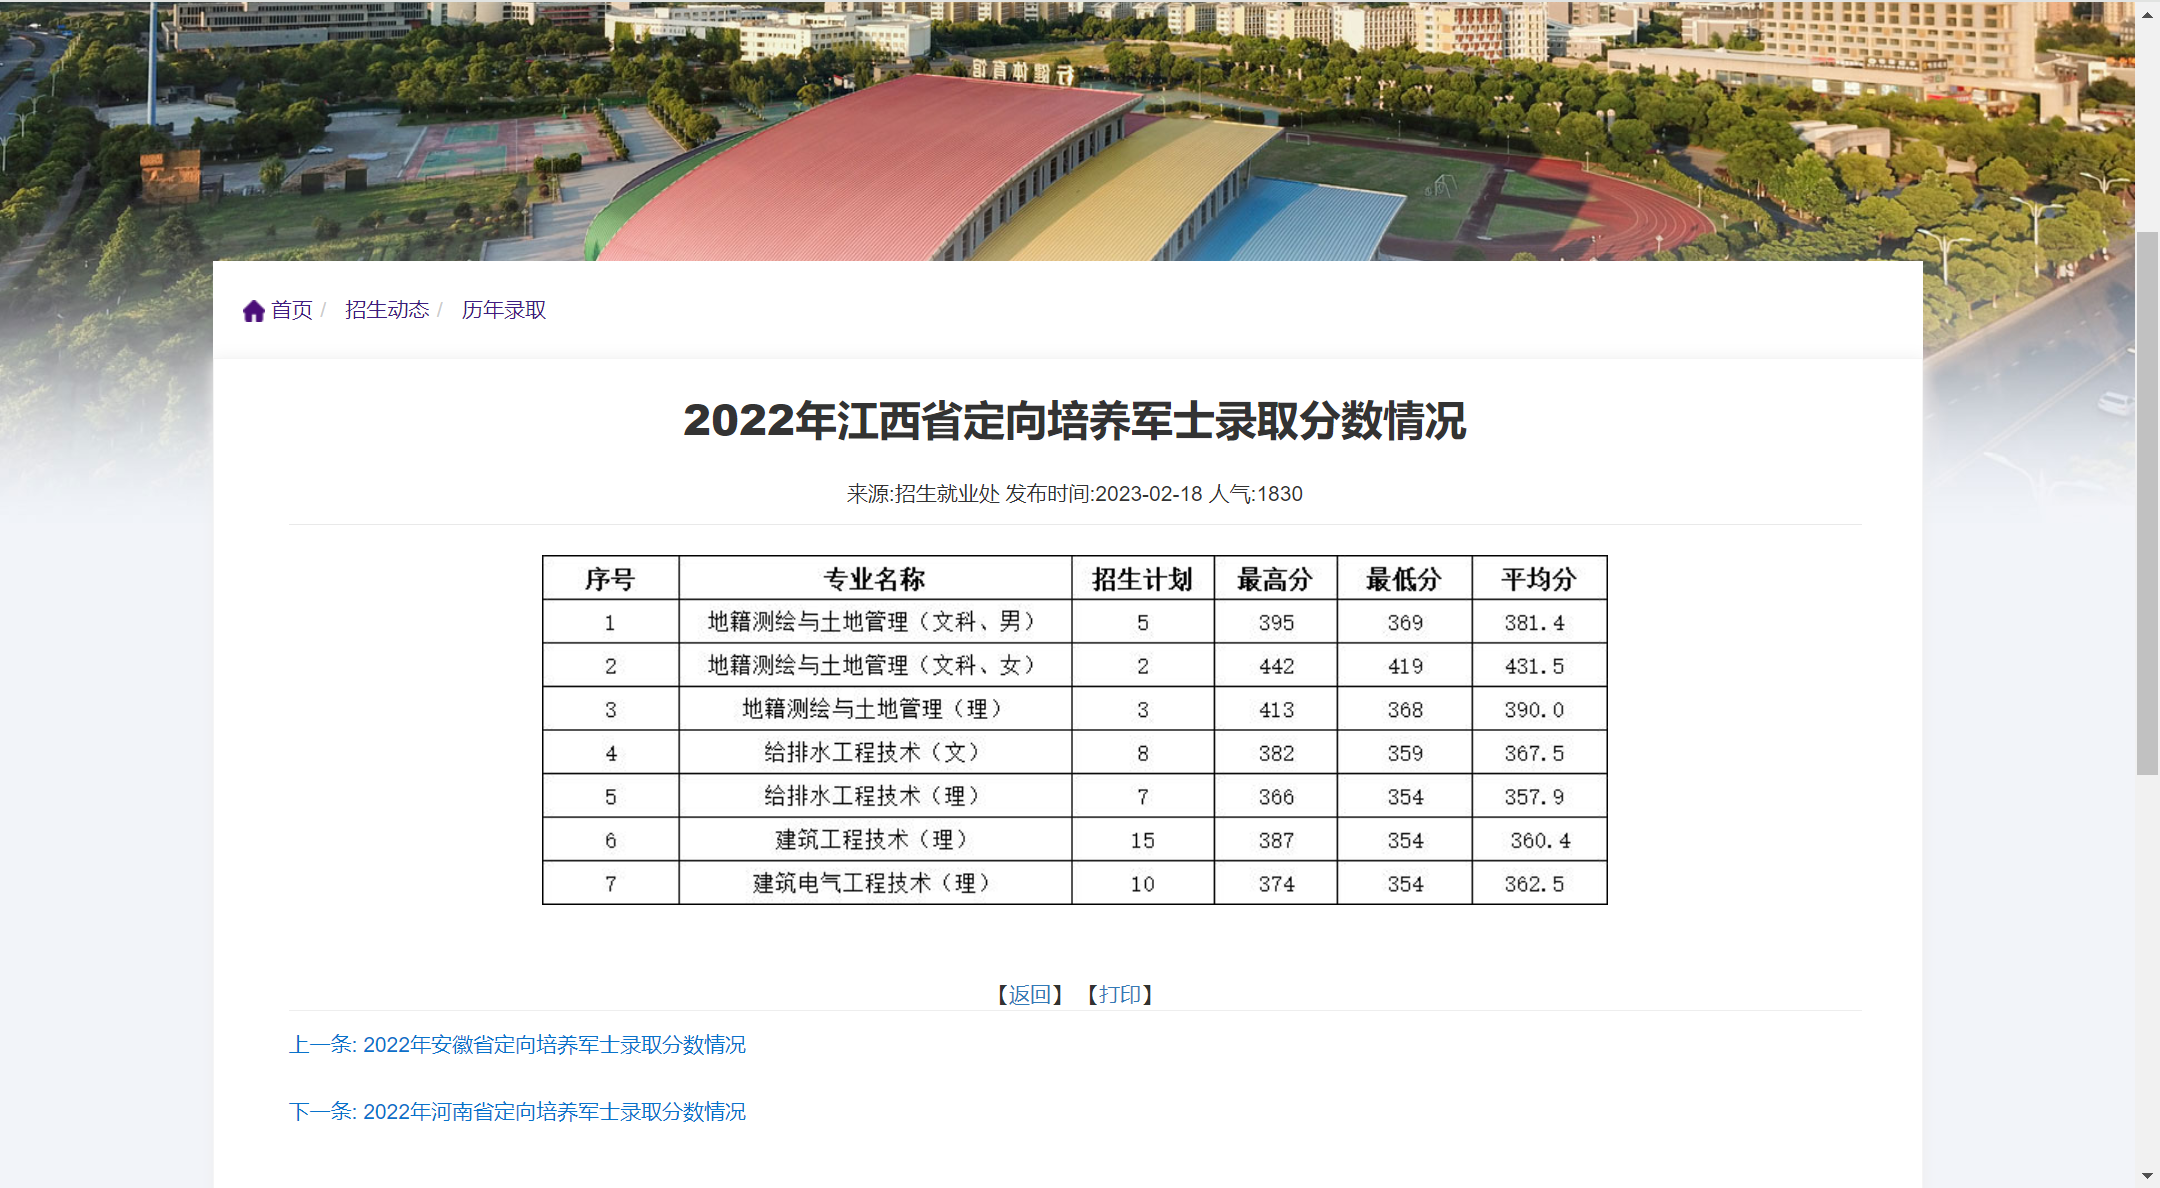 行健体育馆
首页 / 招生动态 / 历年录取
2022年江西省定向培养军士录取分数情况
来源:招生就业处 发布时间:2023-02-18 人气:1830
序号 专业名称 招生计划 最高分 最低分 平均分
1 地籍测绘与土地管理（文科、男） 5 395 369 381.4
2 地籍测绘与土地管理（文科、女） 2 442 419 431.5
3 地籍测绘与土地管理（理） 3 413 368 390.0
4 给排水工程技术（文） 8 382 359 367.5
5 给排水工程技术（理） 7 366 354 357.9
6 建筑工程技术（理） 15 387 354 360.4
7 建筑电气工程技术（理） 10 374 354 362.5
【返回】 【打印】
上一条: 2022年安徽省定向培养军士录取分数情况
下一条: 2022年河南省定向培养军士录取分数情况